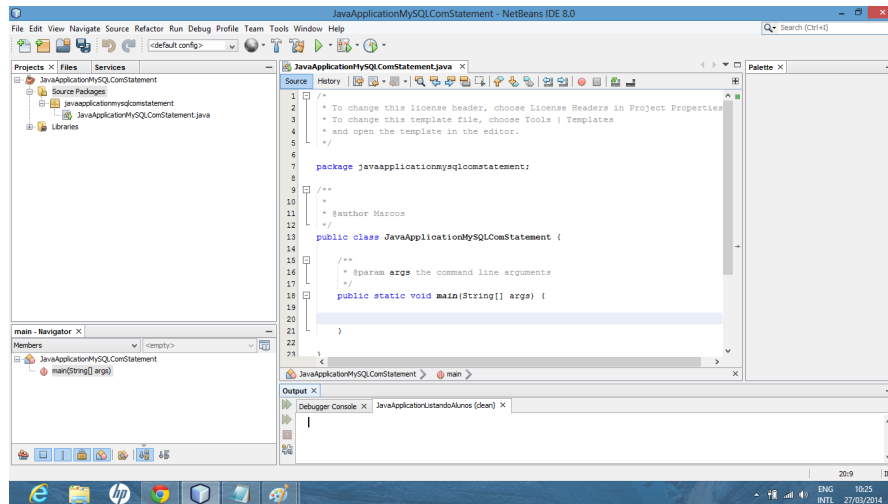 JavaApplicationMySQLComStatement - NetBeans IDE 8.0
File Edit View Navigate Source Refactor Run Debug Profile Team Tools Window Help
Search (Ctrl+I)
<default config>
Projects Files Services
JavaApplicationMySQLComStatement
Source Packages
javaapplicationmysqlcomstatement
JavaApplicationMySQLComStatement.java
Libraries
main - Navigator
Members <empty>
JavaApplicationMySQLComStatement
main(String[] args)
JavaApplicationMySQLComStatement.java
Source History
1 /*
2 * To change this license header, choose License Headers in Project Properties
3 * To change this template file, choose Tools | Templates
4 * and open the template in the editor.
5 */
6
7 package javaapplicationmysqlcomstatement;
8
9 /**
10 *
11 * @author Marcos
12 */
13 public class JavaApplicationMySQLComStatement {
14
15 /**
16 * @param args the command line arguments
17 */
18 public static void main(String[] args) {
19
20
21 }
22
23 }
JavaApplicationMySQLComStatement main
Output
Debugger Console JavaApplicationListandoAlunos (clean)
Palette
20:9
ENG
INTL
10:25
27/03/2014